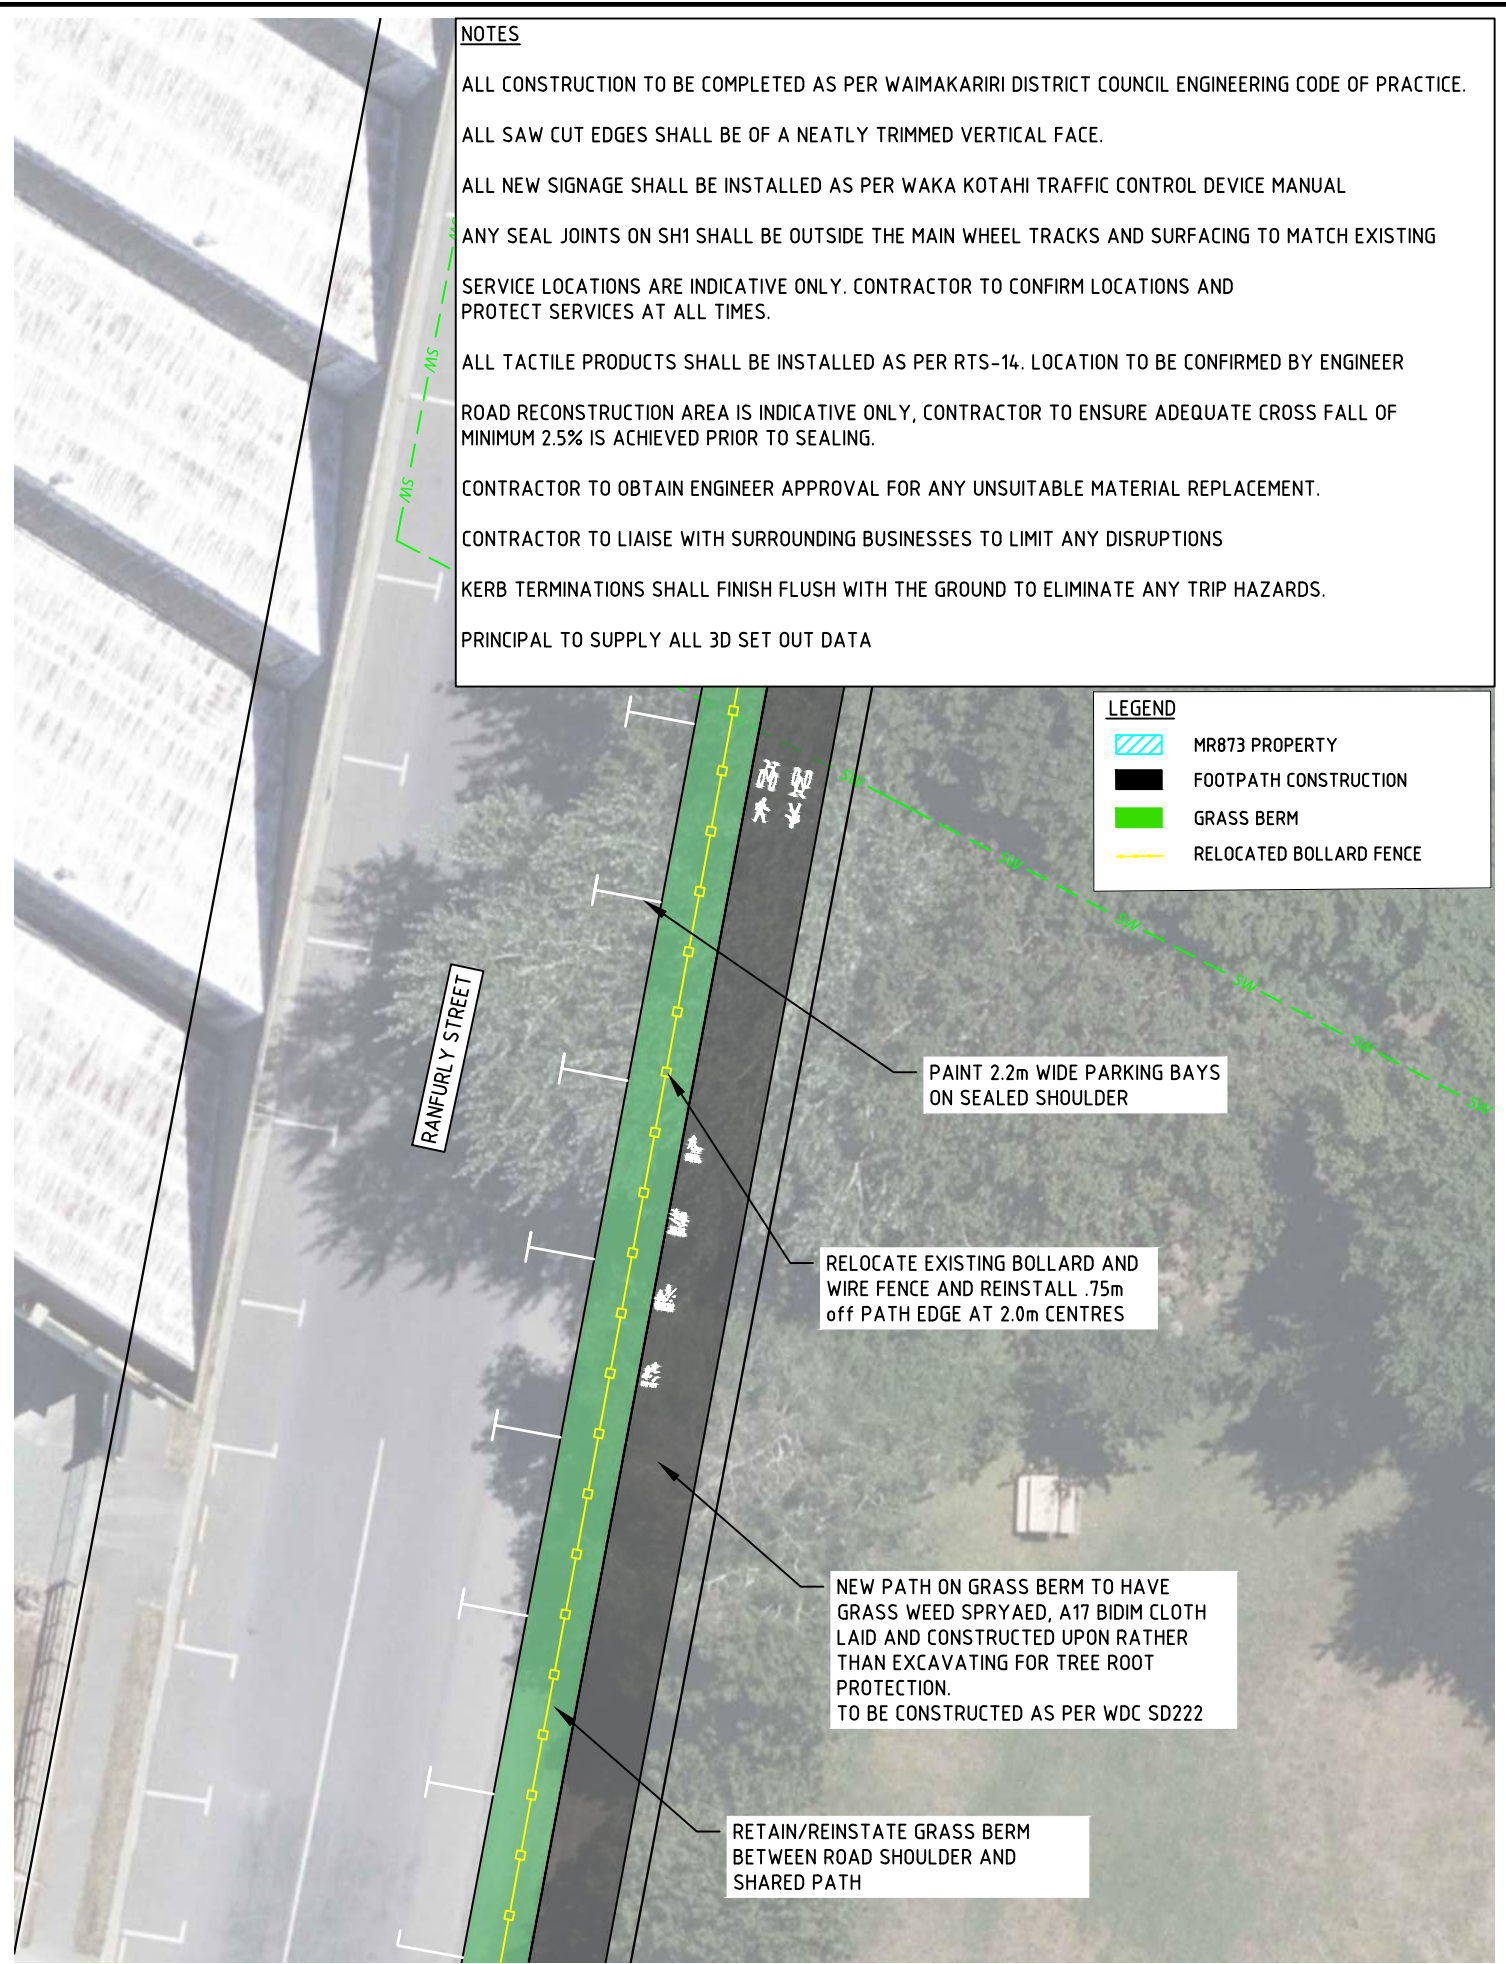 NOTES
ALL CONSTRUCTION TO BE COMPLETED AS PER WAIMAKARIRI DISTRICT COUNCIL ENGINEERING CODE OF PRACTICE.
ALL SAW CUT EDGES SHALL BE OF A NEATLY TRIMMED VERTICAL FACE.
ALL NEW SIGNAGE SHALL BE INSTALLED AS PER WAKA KOTAHI TRAFFIC CONTROL DEVICE MANUAL
ANY SEAL JOINTS ON SH1 SHALL BE OUTSIDE THE MAIN WHEEL TRACKS AND SURFACING TO MATCH EXISTING
SERVICE LOCATIONS ARE INDICATIVE ONLY. CONTRACTOR TO CONFIRM LOCATIONS AND
PROTECT SERVICES AT ALL TIMES.
ALL TACTILE PRODUCTS SHALL BE INSTALLED AS PER RTS-14. LOCATION TO BE CONFIRMED BY ENGINEER
ROAD RECONSTRUCTION AREA IS INDICATIVE ONLY, CONTRACTOR TO ENSURE ADEQUATE CROSS FALL OF
MINIMUM 2.5% IS ACHIEVED PRIOR TO SEALING.
CONTRACTOR TO OBTAIN ENGINEER APPROVAL FOR ANY UNSUITABLE MATERIAL REPLACEMENT.
CONTRACTOR TO LIAISE WITH SURROUNDING BUSINESSES TO LIMIT ANY DISRUPTIONS
KERB TERMINATIONS SHALL FINISH FLUSH WITH THE GROUND TO ELIMINATE ANY TRIP HAZARDS.
PRINCIPAL TO SUPPLY ALL 3D SET OUT DATA
SW
SW
SW
LEGEND
MR873 PROPERTY
FOOTPATH CONSTRUCTION
GRASS BERM
RELOCATED BOLLARD FENCE
SW
SW
SW
SW
SW
SW
RANFURLY STREET
PAINT 2.2m WIDE PARKING BAYS
ON SEALED SHOULDER
RELOCATE EXISTING BOLLARD AND
WIRE FENCE AND REINSTALL .75m
off PATH EDGE AT 2.0m CENTRES
NEW PATH ON GRASS BERM TO HAVE
GRASS WEED SPRYAED, A17 BIDIM CLOTH
LAID AND CONSTRUCTED UPON RATHER
THAN EXCAVATING FOR TREE ROOT
PROTECTION.
TO BE CONSTRUCTED AS PER WDC SD222
RETAIN/REINSTATE GRASS BERM
BETWEEN ROAD SHOULDER AND
SHARED PATH